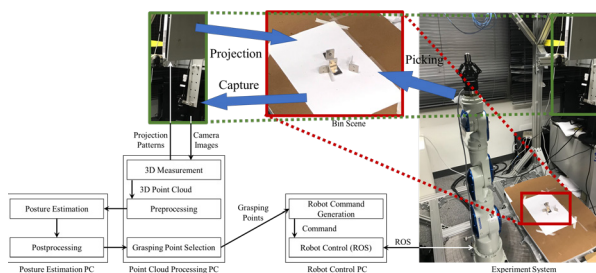 Projection
Capture
Picking
Bin Scene
Projection
Patterns
Camera
Images
3D Measurement
3D Point Cloud
Preprocessing
Grasping Point Selection
Point Cloud Processing PC
Posture Estimation
Postprocessing
Posture Estimation PC
Grasping
Points
Robot Command
Generation
Command
Robot Control (ROS)
Robot Control PC
ROS
Experiment System